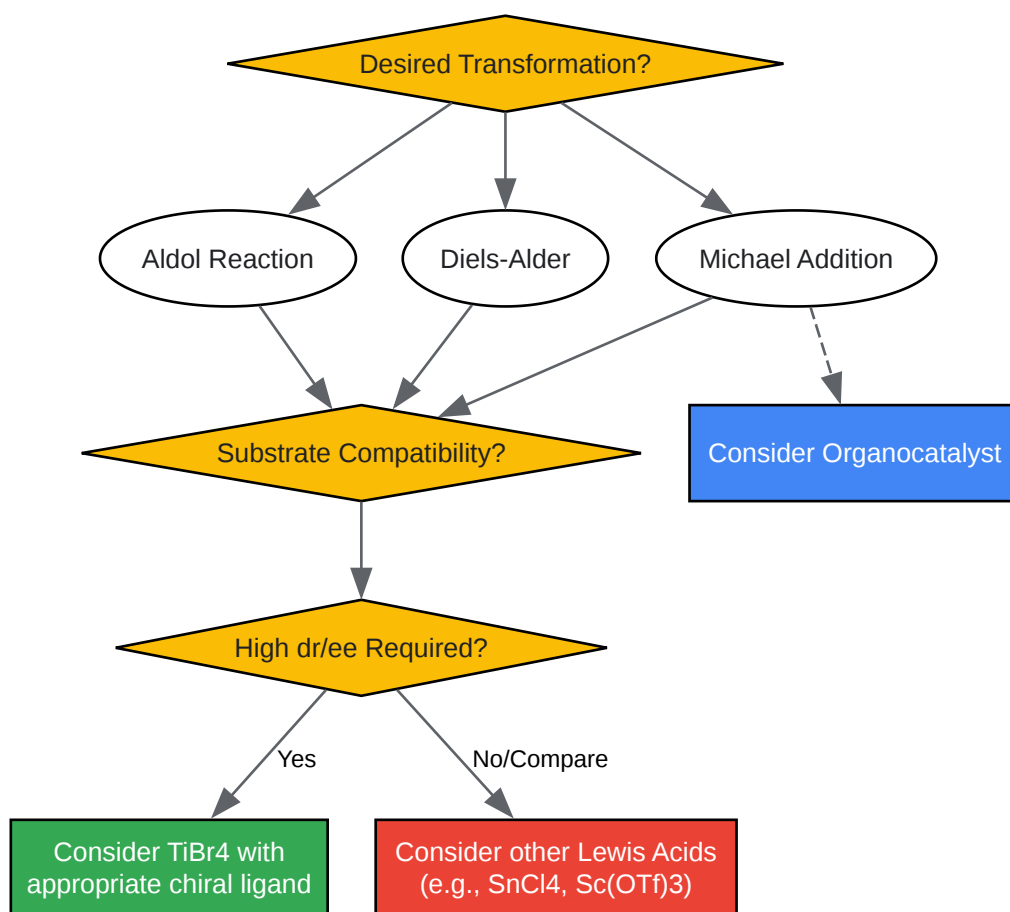 Desired Transformation?
Aldol Reaction
Diels-Alder
Michael Addition
Substrate Compatibility?
Consider Organocatalyst
High dr/ee Required?
Yes
No/Compare
Consider TiBr4 with
appropriate chiral ligand
Consider other Lewis Acids
(e.g., SnCl4, Sc(OTf)3)